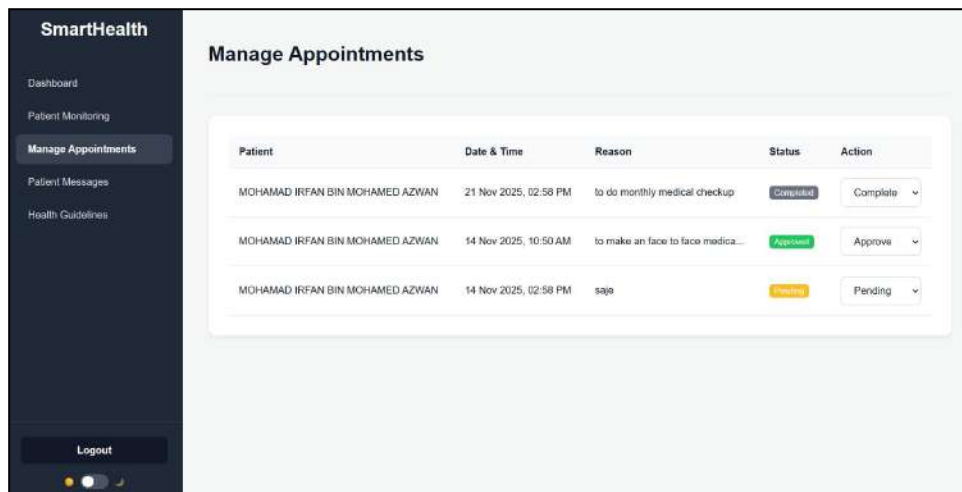 SmartHealth
Dashboard
Patient Monitoring
Manage Appointments
Patient Messages
Health Guidelines
Logout
Manage Appointments
Patient Date & Time Reason Status Action
MOHAMAD IRFAN BIN MOHAMED AZWAN 21 Nov 2025, 02:58 PM to do monthly medical checkup Completed Complete
MOHAMAD IRFAN BIN MOHAMED AZWAN 14 Nov 2025, 10:50 AM to make an face to face medica... Approved Approve
MOHAMAD IRFAN BIN MOHAMED AZWAN 14 Nov 2025, 02:58 PM saje Pending Pending